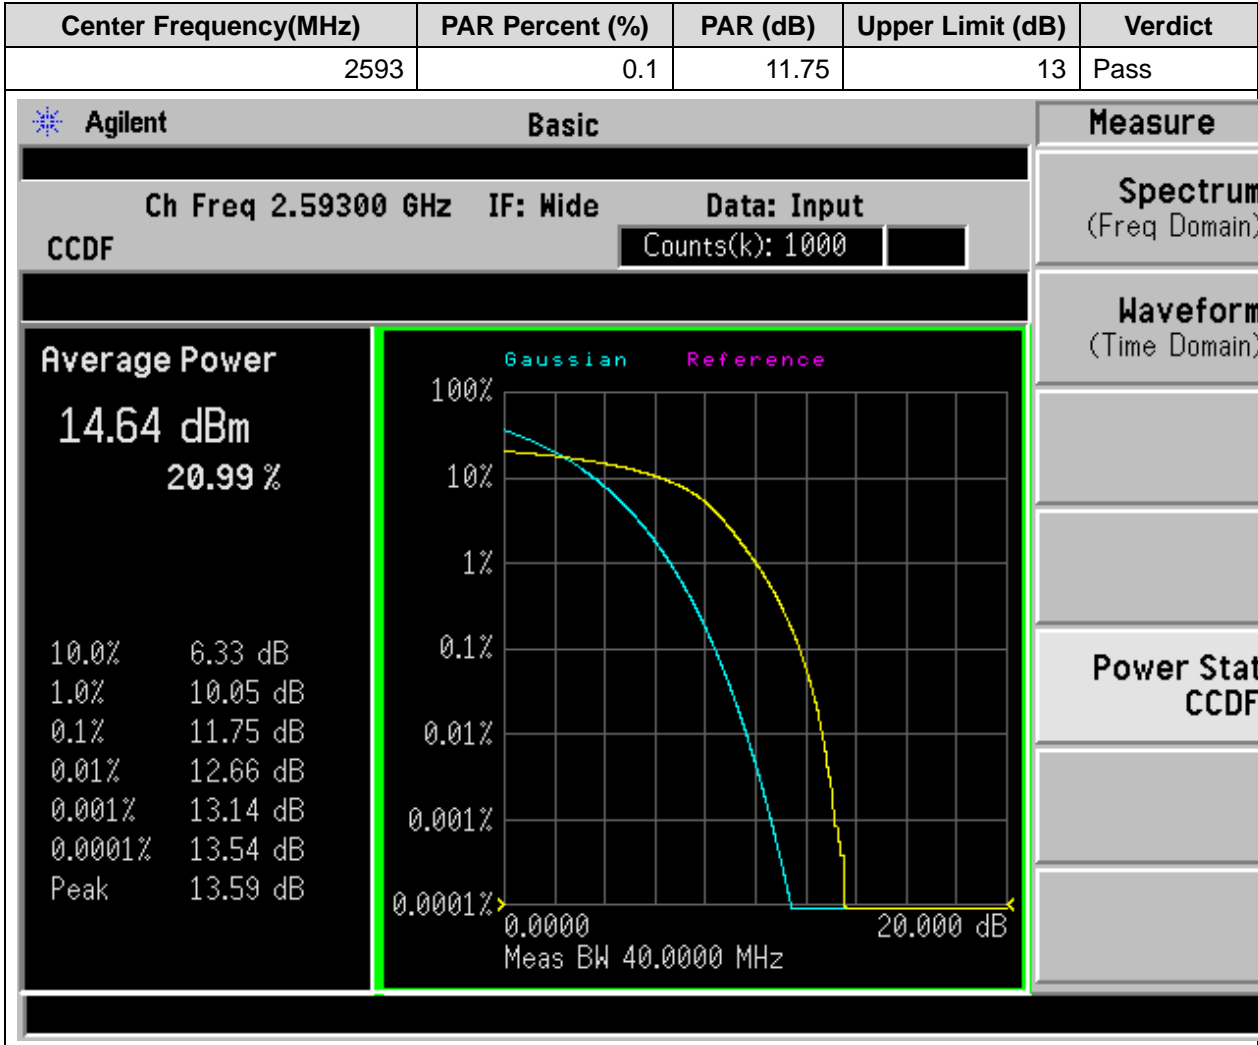 Center Frequency(MHz) PAR Percent (%) PAR (dB) Upper Limit (dB) Verdict
2593 0.1 11.75 13 Pass
Agilent Basic Measure
Ch Freq 2.59300 GHz IF: Wide Data: Input
CCDF Counts(k): 1000
Spectrum
(Freq Domain)
Waveform
(Time Domain)
Power Stat
CCDF
Average Power
14.64 dBm
20.99 %
10.0% 6.33 dB
1.0% 10.05 dB
0.1% 11.75 dB
0.01% 12.66 dB
0.001% 13.14 dB
0.0001% 13.54 dB
Peak 13.59 dB
Gaussian Reference
100%
10%
1%
0.1%
0.01%
0.001%
0.0001%
0.0000 20.000 dB
Meas BW 40.0000 MHz